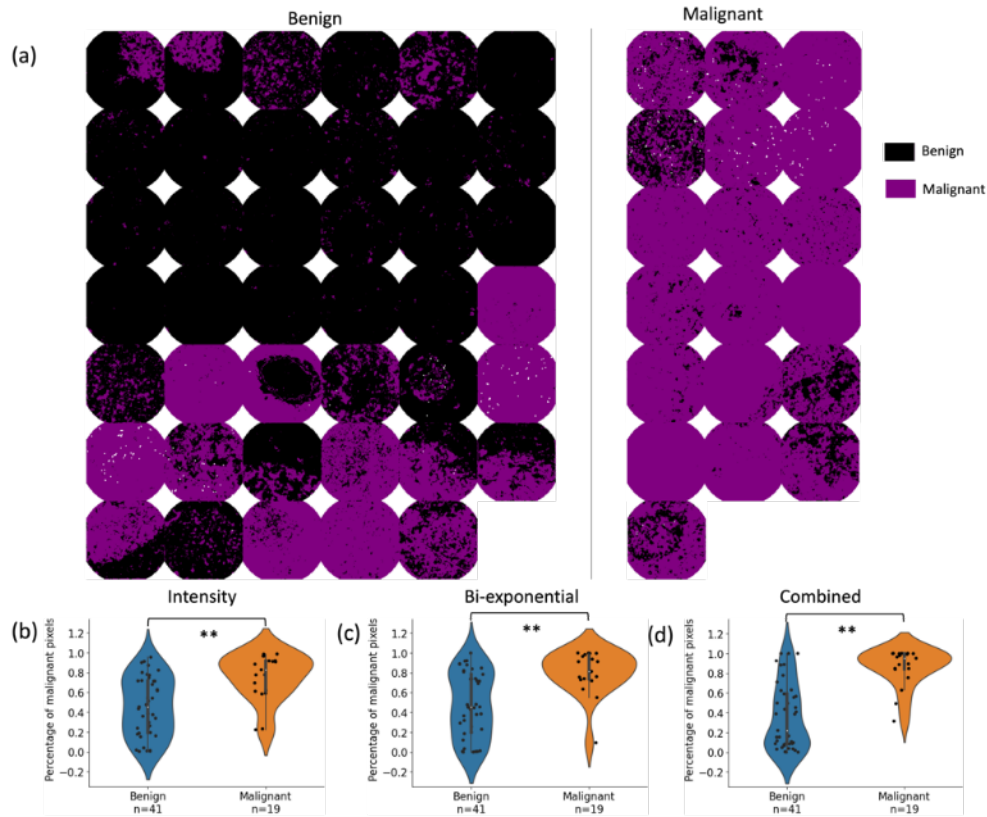 Benign
Malignant
(a)
Benign
Malignant
Intensity
Bi-exponential
Combined
(b)
(c)
(d)
**
**
**
Percentage of malignant pixels
1.2
1.0
0.8
0.6
0.4
0.2
0.0
−0.2
Benign
n=41
Malignant
n=19
Percentage of malignant pixels
1.2
1.0
0.8
0.6
0.4
0.2
0.0
−0.2
Benign
n=41
Malignant
n=19
Percentage of malignant pixels
1.2
1.0
0.8
0.6
0.4
0.2
0.0
−0.2
Benign
n=41
Malignant
n=19